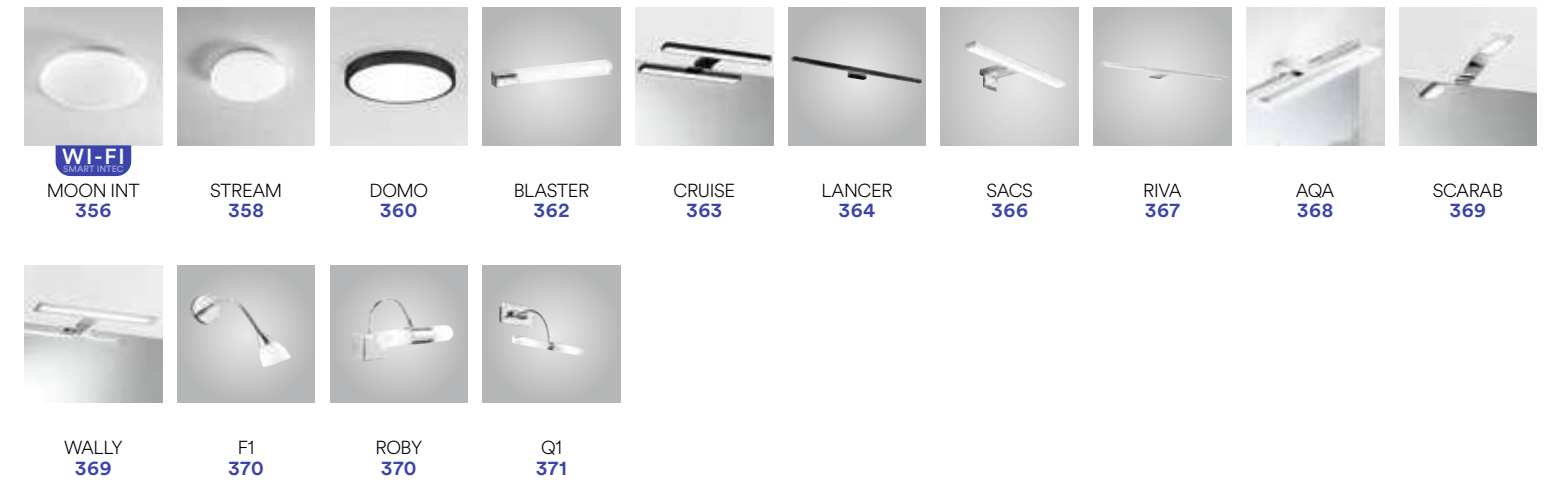 WI-FI
SMART INTEC
MOON INT
356
STREAM
358
DOMO
360
BLASTER
362
CRUISE
363
LANCER
364
SACS
366
RIVA
367
AQA
368
SCARAB
369
WALLY
369
F1
370
ROBY
370
Q1
371